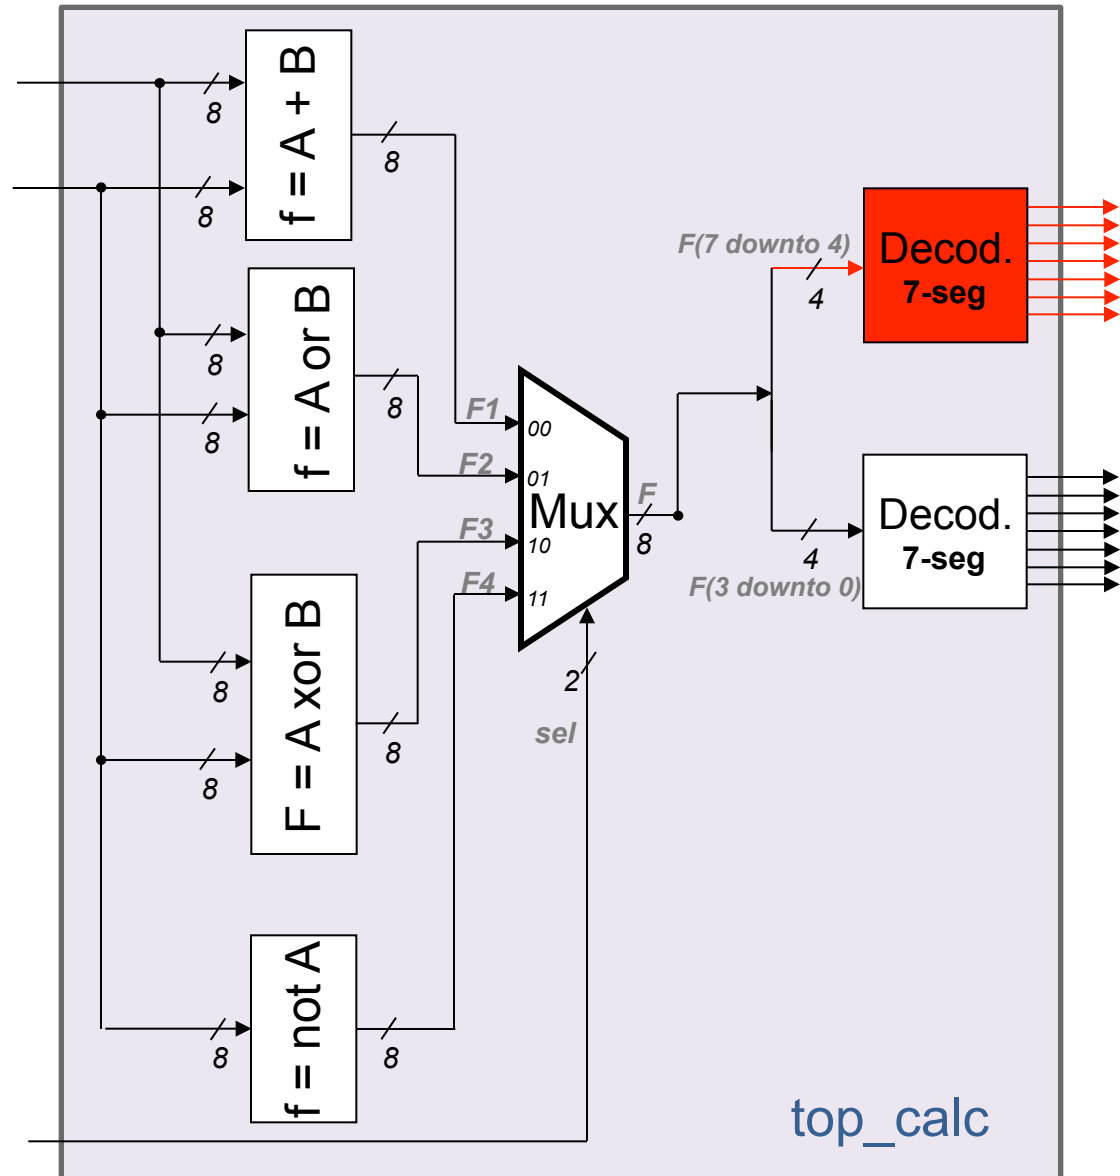 f = A + B
8
8
8
f = A or B
8
8
8
F = A xor B
8
8
8
f = not A
8
8
F1
F2
F3
F4
00
01
10
11
Mux
2
sel
F
8
F(7 downto 4)
4
Decod.
7-seg
4
F(3 downto 0)
Decod.
7-seg
top_calc